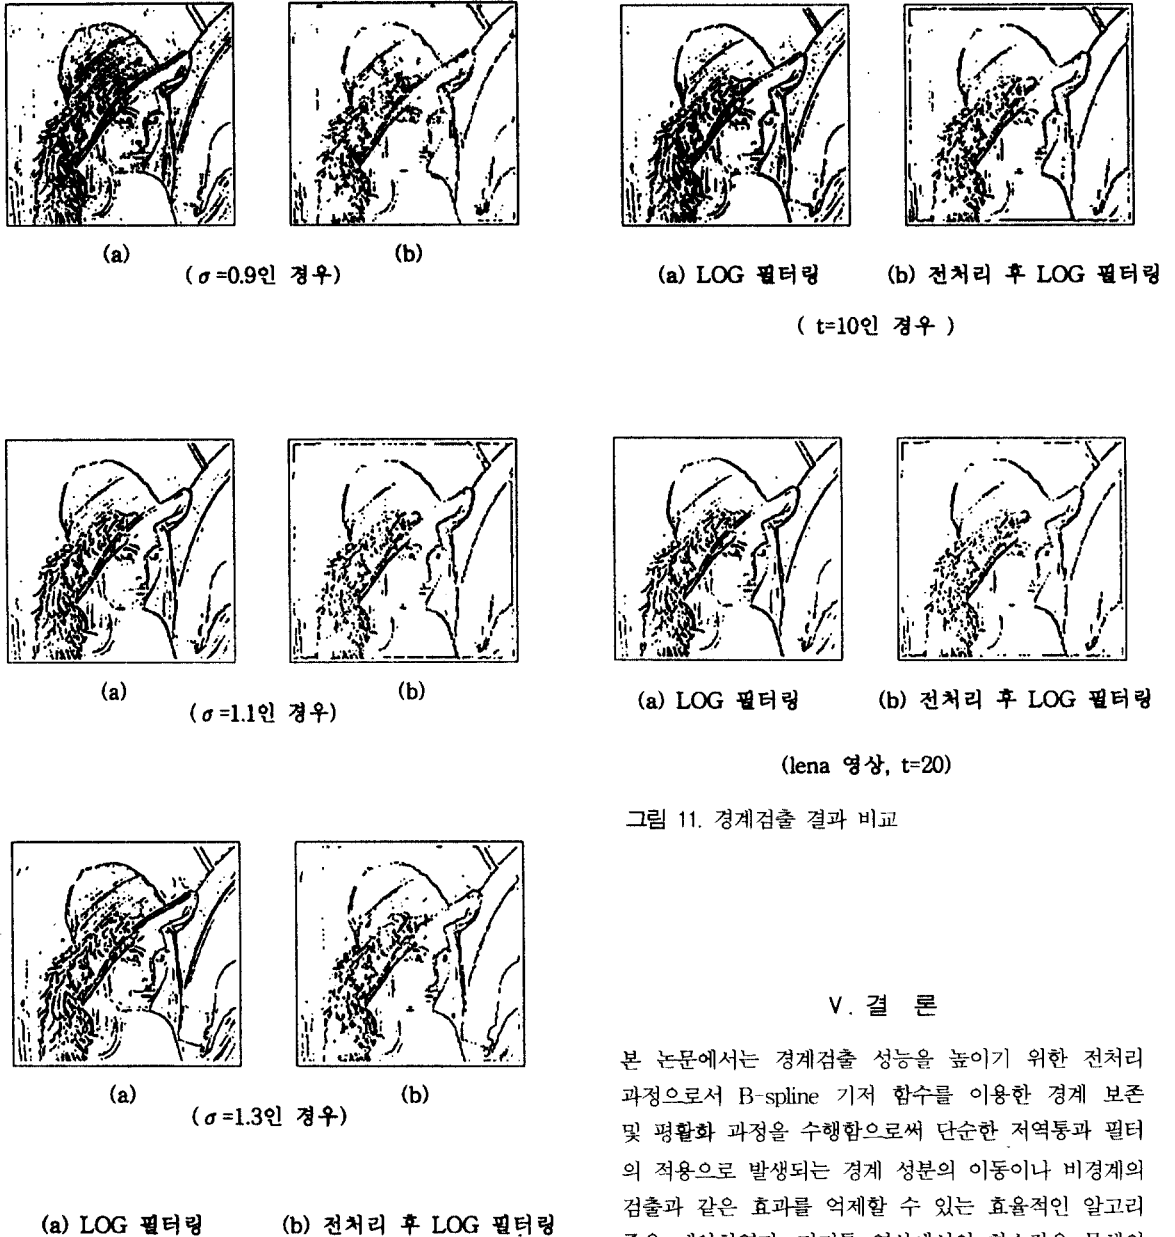 (a) (b)
( σ =0.9인 경우)
(a) (b)
( σ =1.1인 경우)
(a) (b)
( σ =1.3인 경우)
(a) LOG 필터링 (b) 전처리 후 LOG 필터링
(a) LOG 필터링 (b) 전처리 후 LOG 필터링
( t=10인 경우 )
(a) LOG 필터링 (b) 전처리 후 LOG 필터링
(lena 영상, t=20)
그림 11. 경계검출 결과 비교
V. 결 론
본 논문에서는 경계검출 성능을 높이기 위한 전처리
과정으로서 B-spline 기저 함수를 이용한 경계 보존
및 평활화 과정을 수행함으로써 단순한 저역통과 필터
의 적용으로 발생되는 경계 성분의 이동이나 비경계의
검출과 같은 효과를 억제할 수 있는 효율적인 알고리